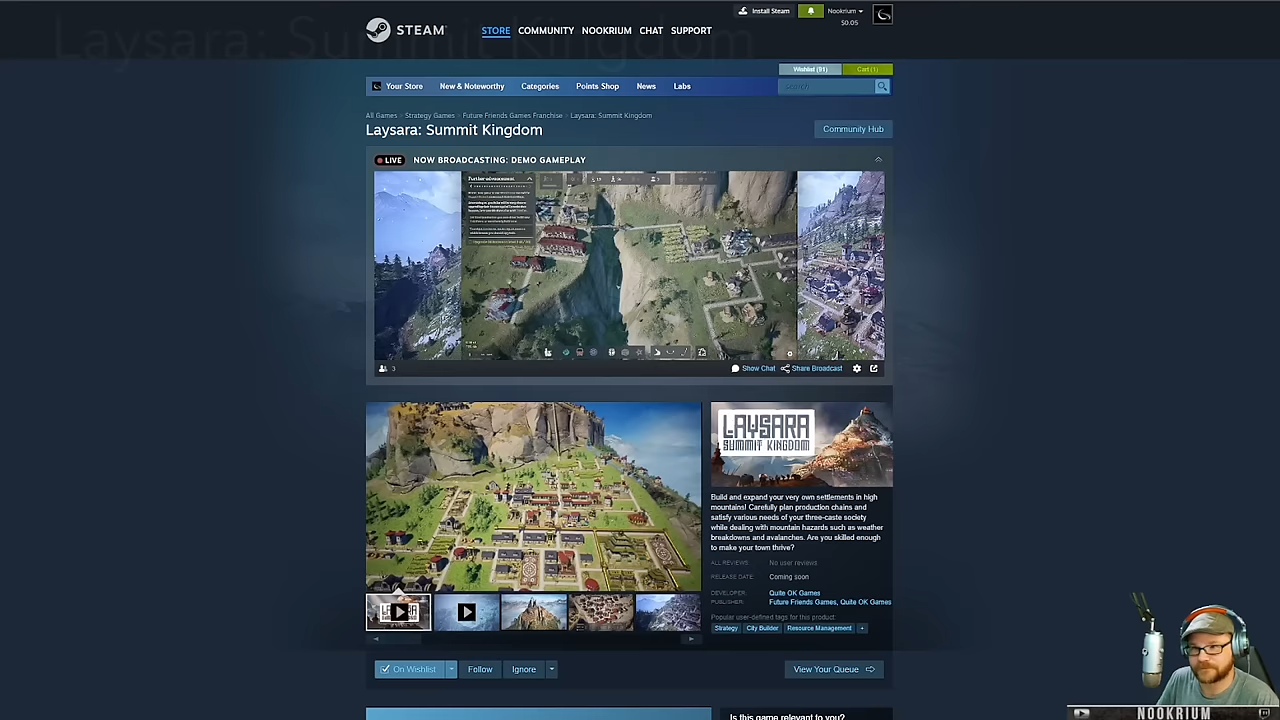 Install Steam
Nookrium
$0.05
STEAM
STORE COMMUNITY NOOKRIUM CHAT SUPPORT
Wishlist (91) Cart (1)
Your Store New & Noteworthy Categories Points Shop News Labs
All Games > Strategy Games > Future Friends Games Franchise > Laysara: Summit Kingdom
Laysara: Summit Kingdom
Community Hub
LIVE NOW BROADCASTING: DEMO GAMEPLAY
Further advancement
3
Show Chat Share Broadcast
LAYSARA
SUMMIT KINGDOM
Build and expand your very own settlements in high
mountains! Carefully plan production chains and
satisfy various needs of your three-caste society
while dealing with mountain hazards such as weather
breakdowns and avalanches. Are you skilled enough
to make your town thrive?
ALL REVIEWS: No user reviews
RELEASE DATE: Coming soon
DEVELOPER: Quite OK Games
PUBLISHER: Future Friends Games, Quite OK Games
Popular user-defined tags for this product:
Strategy City Builder Resource Management +
On Wishlist Follow Ignore
View Your Queue
Is this game relevant to you?
NOOKRIUM